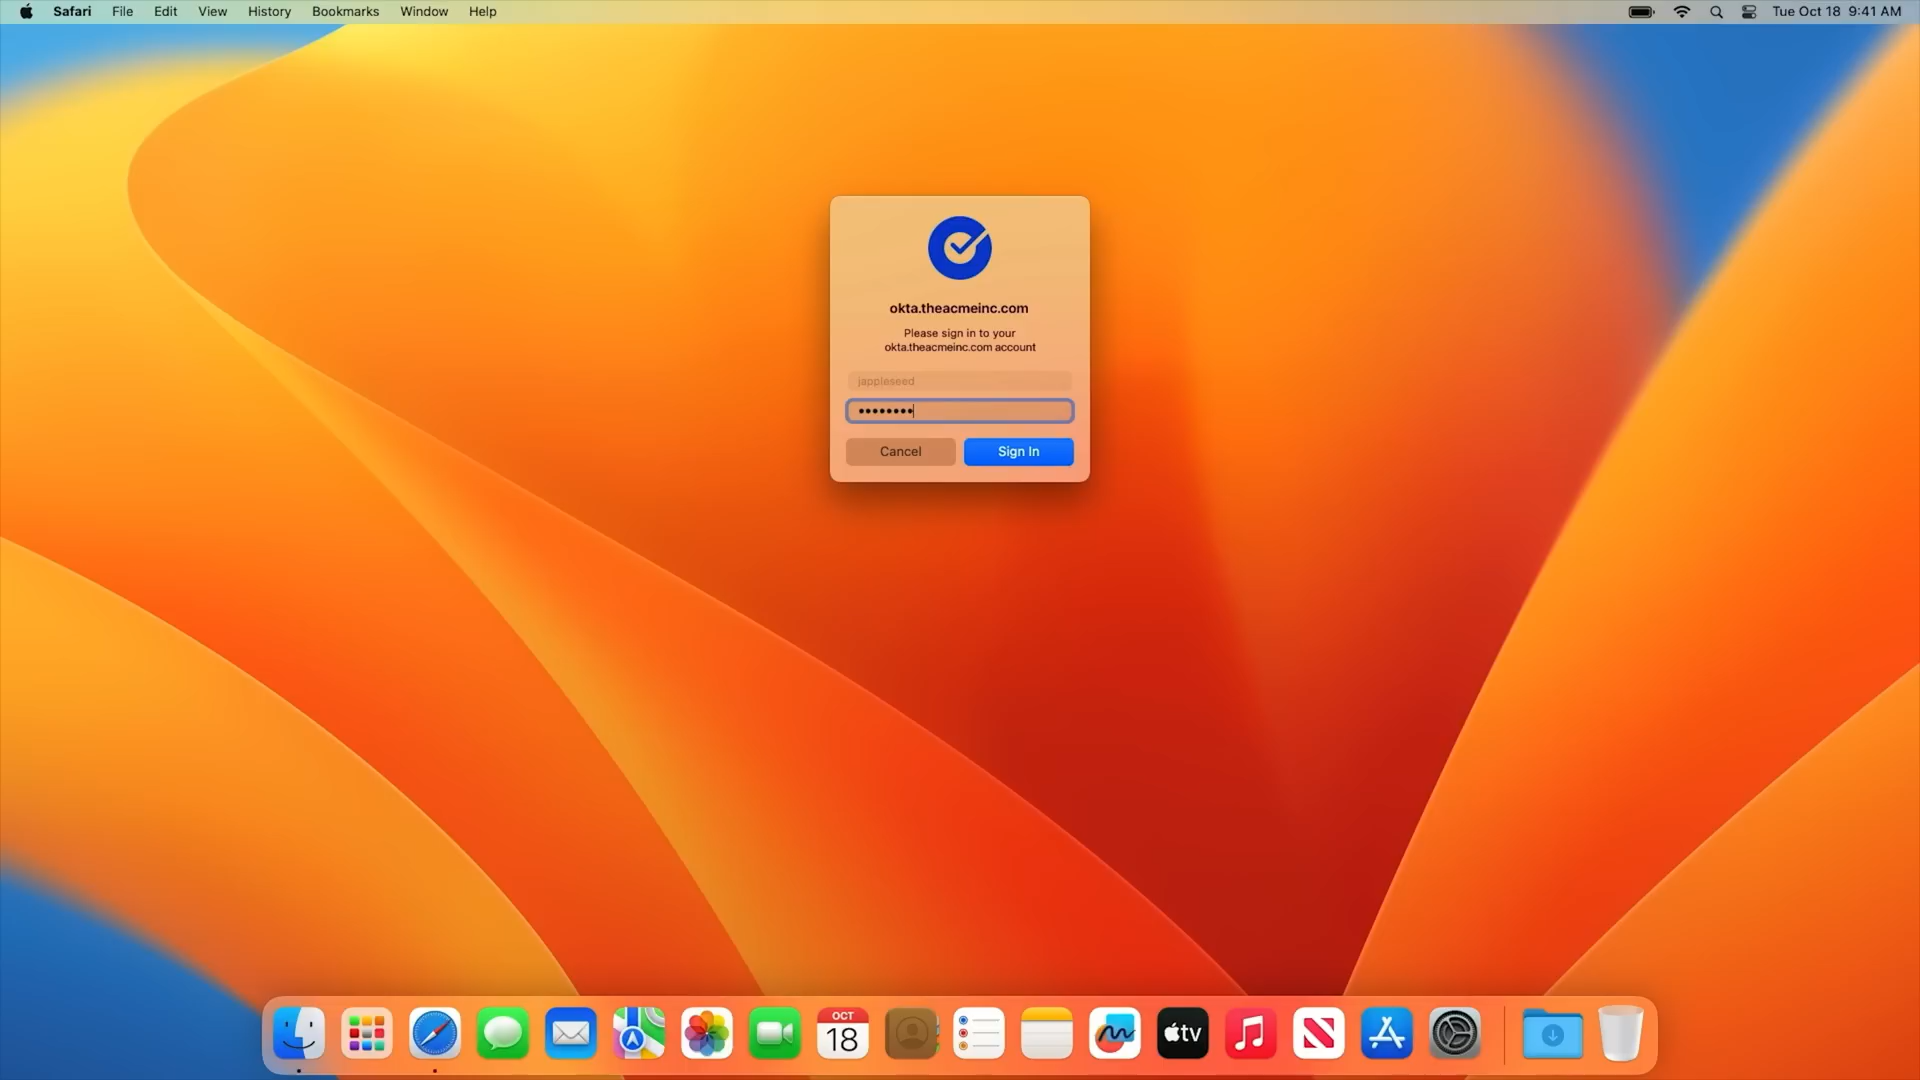 Safari File Edit View History Bookmarks Window Help
Tue Oct 18 9:41 AM
okta.theacmeinc.com
Please sign in to your
okta.theacmeinc.com account
jappleseed
Cancel Sign In
OCT
18
tv